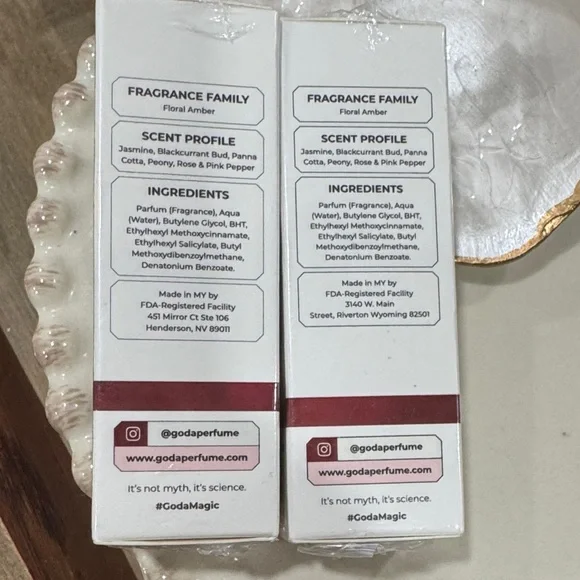 FRAGRANCE FAMILY
Floral Amber
SCENT PROFILE
Jasmine, Blackcurrant Bud, Panna
Cotta, Peony, Rose & Pink Pepper
INGREDIENTS
Parfum (Fragrance), Aqua
(Water), Butylene Glycol, BHT,
Ethylhexyl Methoxycinnamate,
Ethylhexyl Salicylate, Butyl
Methoxydibenzoylmethane,
Denatonium Benzoate.
Made in MY by
FDA-Registered Facility
451 Mirror Ct Ste 106
Henderson, NV 89011
@godaperfume
www.godaperfume.com
It's not myth, it's science.
#GodaMagic
FRAGRANCE FAMILY
Floral Amber
SCENT PROFILE
Jasmine, Blackcurrant Bud, Panna
Cotta, Peony, Rose & Pink Pepper
INGREDIENTS
Parfum (Fragrance), Aqua
(Water), Butylene Glycol, BHT,
Ethylhexyl Methoxycinnamate,
Ethylhexyl Salicylate, Butyl
Methoxydibenzoylmethane,
Denatonium Benzoate.
Made in MY by
FDA-Registered Facility
3140 W. Main
Street, Riverton Wyoming 82501
@godaperfume
www.godaperfume.com
It's not myth, it's science.
#GodaMagic